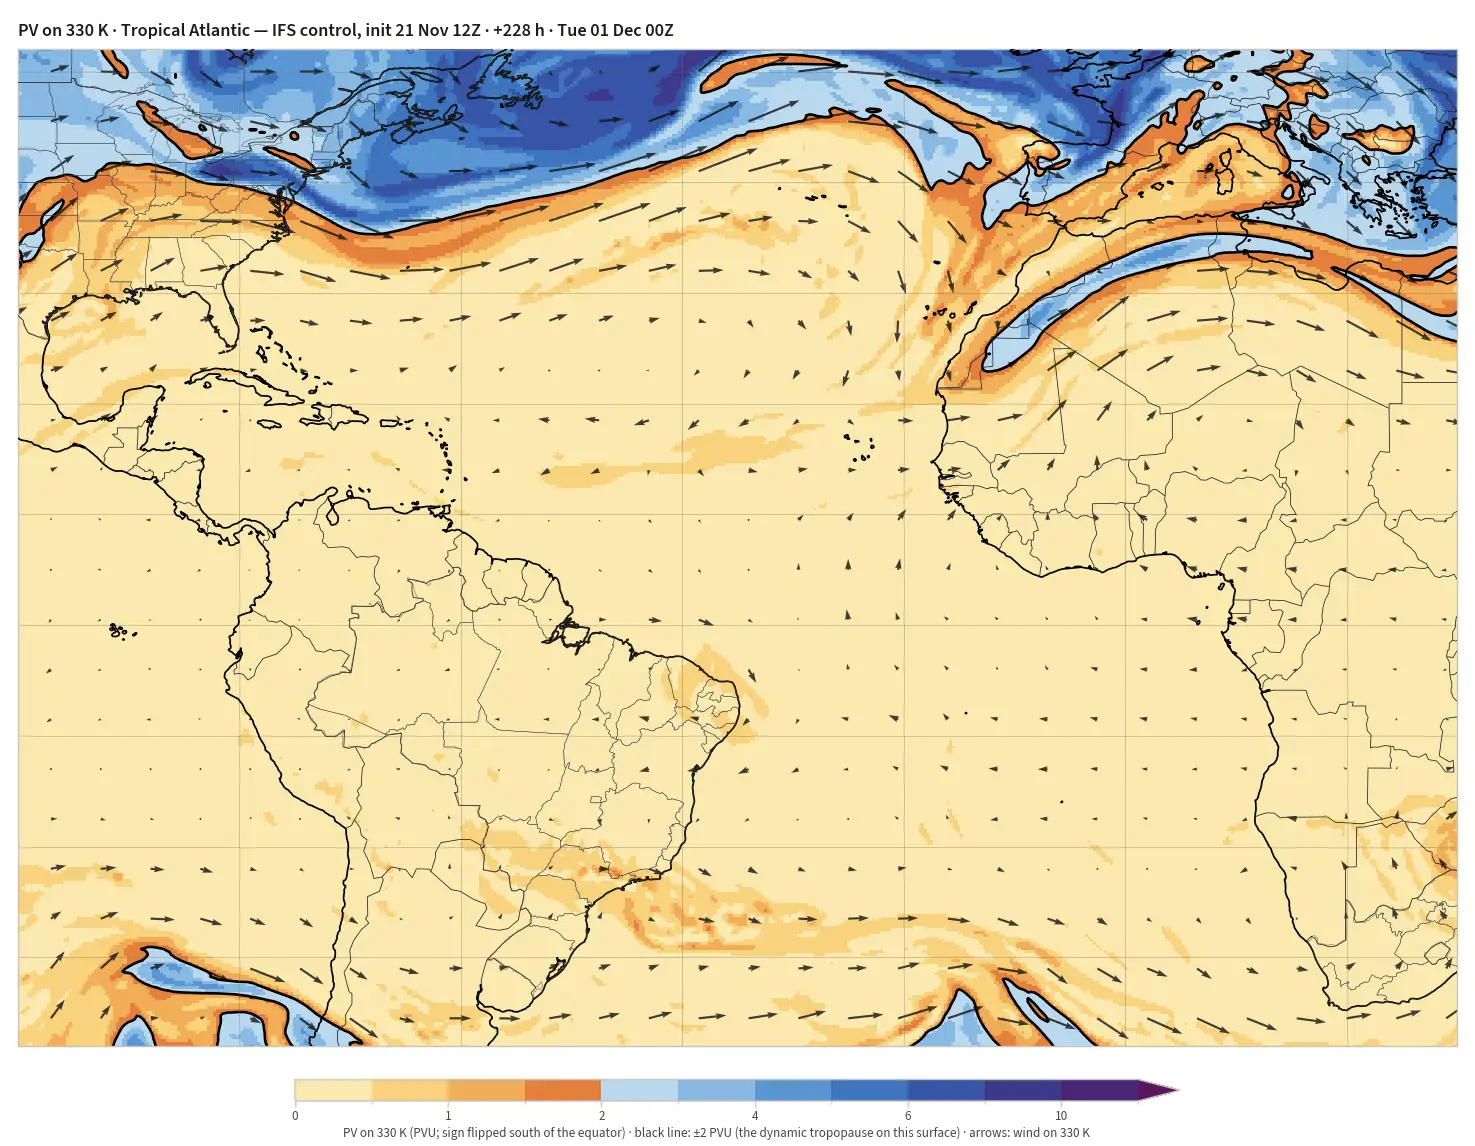 PV on 330 K · Tropical Atlantic — IFS control, init 21 Nov 12Z · +228 h · Tue 01 Dec 00Z
0 1 2 4 6 10
PV on 330 K (PVU; sign flipped south of the equator) · black line: ±2 PVU (the dynamic tropopause on this surface) · arrows: wind on 330 K